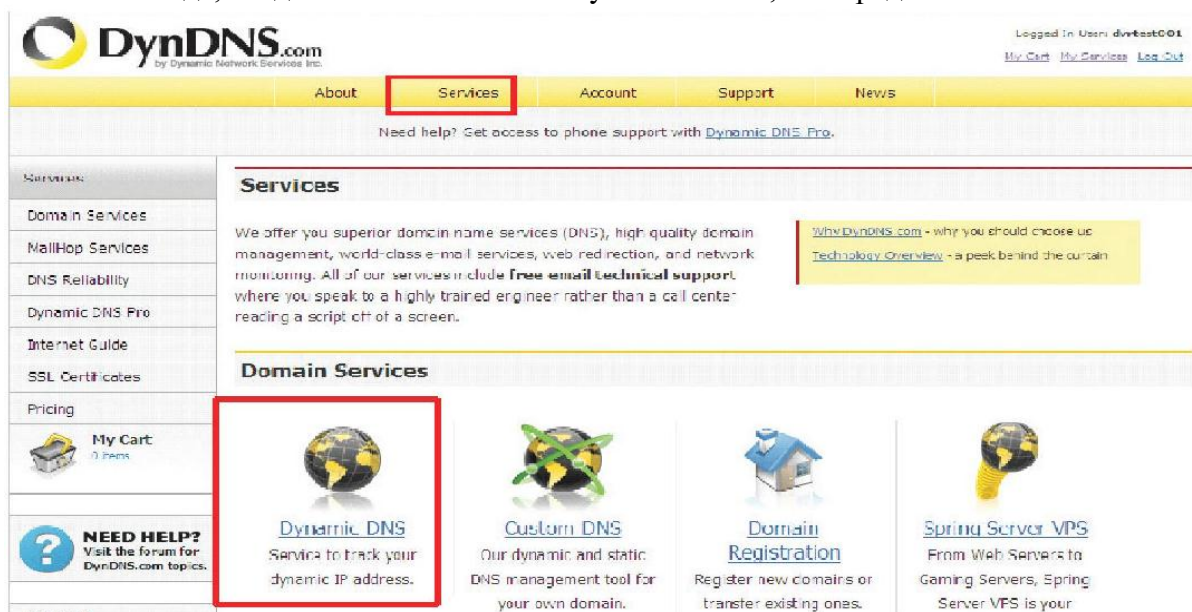 DynDNS.com
by Dynamic Network Services Inc.
Logged In User: dvrtest001
My Cart My Services Log Out
About Services Account Support News
Need help? Get access to phone support with Dynamic DNS Pro.
Services
Domain Services
MailHop Services
DNS Reliability
Dynamic DNS Pro
Internet Guide
SSL Certificates
Pricing
My Cart
0 items
NEED HELP?
Visit the forum for
DynDNS.com topics.
Services
We offer you superior domain name services (DNS), high quality domain
management, world-class e-mail services, web redirection, and network
monitoring. All of our services include free email technical support
where you speak to a highly trained engineer rather than a call center
reading a script off of a screen.
Why DynDNS.com - why you should choose us
Technology Overview - a peek behind the curtain
Domain Services
Dynamic DNS
Service to track your
dynamic IP address.
Custom DNS
Our dynamic and static
DNS management tool for
your own domain.
Domain
Registration
Register new domains or
transfer existing ones.
Spring Server VPS
From Web Servers to
Gaming Servers, Spring
Server VPS is your